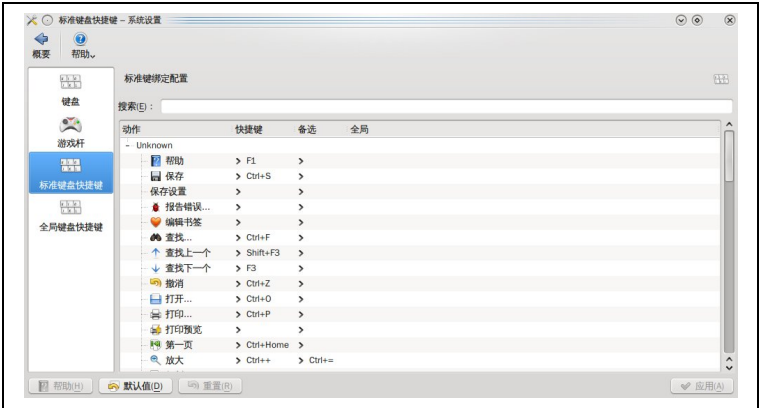 标准键盘快捷键 – 系统设置
概要 帮助
键盘
游戏杆
标准键盘快捷键
全局键盘快捷键
标准键绑定配置
搜索(E)：
动作 快捷键 备选 全局
Unknown
帮助 F1
保存 Ctrl+S
保存设置
报告错误...
编辑书签
查找... Ctrl+F
查找上一个 Shift+F3
查找下一个 F3
撤消 Ctrl+Z
打开... Ctrl+O
打印... Ctrl+P
打印预览
第一页 Ctrl+Home
放大 Ctrl++ Ctrl+=
帮助(H) 默认值(D) 重置(R) 应用(A)